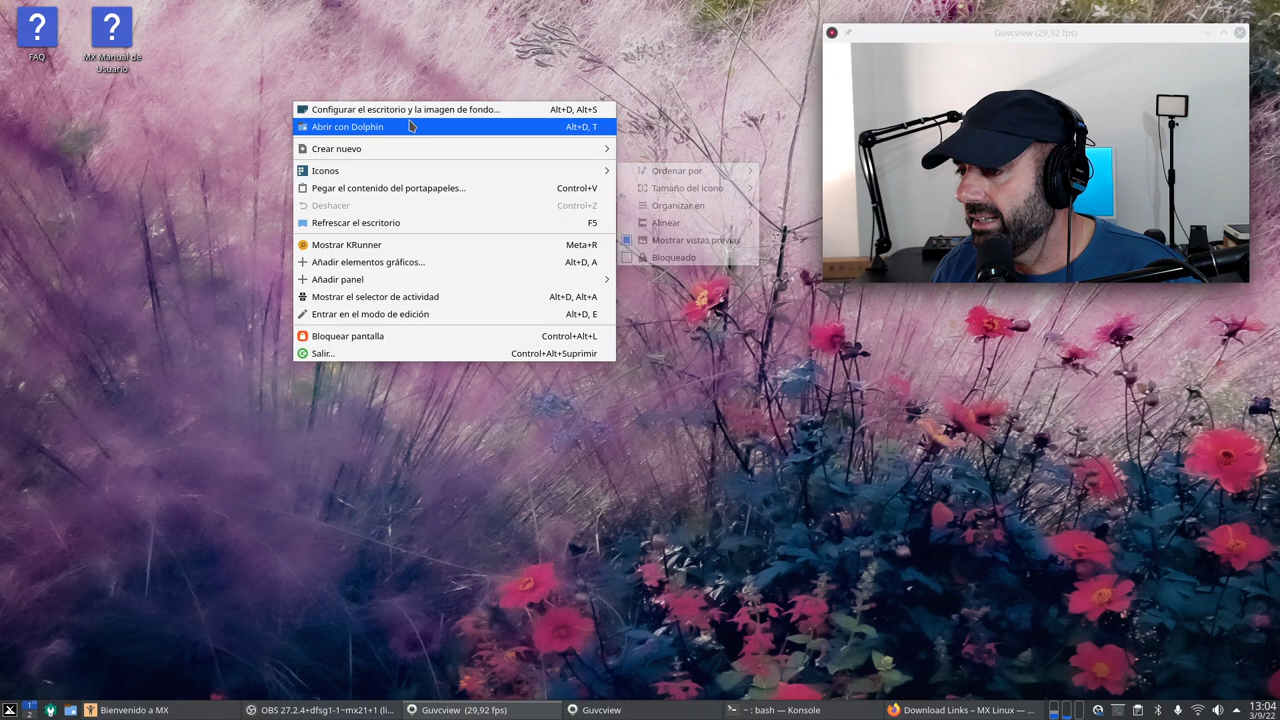 FAQ
MX Manual de
Usuario
Guvcview (29,92 fps)
Configurar el escritorio y la imagen de fondo... Alt+D, Alt+S
Abrir con Dolphin Alt+D, T
Crear nuevo
Iconos
Pegar el contenido del portapapeles... Control+V
Deshacer Control+Z
Refrescar el escritorio F5
Mostrar KRunner Meta+R
Añadir elementos gráficos... Alt+D, A
Añadir panel
Mostrar el selector de actividad Alt+D, Alt+A
Entrar en el modo de edición Alt+D, E
Bloquear pantalla Control+Alt+L
Salir... Control+Alt+Suprimir
Ordenar por
Tamaño del icono
Organizar en
Alinear
Mostrar vistas previas
Bloqueado
1
2
Bienvenido a MX
OBS 27.2.4+dfsg1-1~mx21+1 (li...
Guvcview (29,92 fps)
Guvcview
~ : bash — Konsole
Download Links – MX Linux — ...
13:04
3/9/22